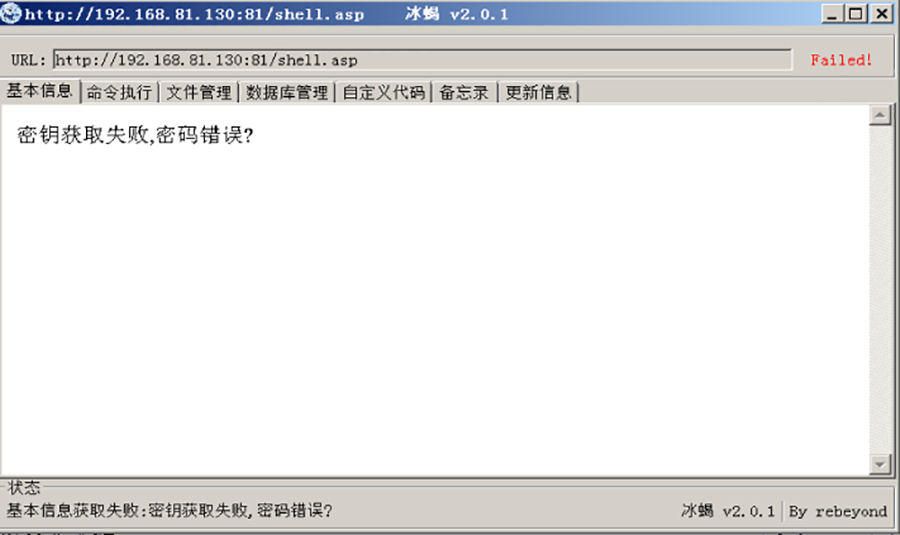 http://192.168.81.130:81/shell.asp 冰蝎 v2.0.1
URL: http://192.168.81.130:81/shell.asp Failed!
基本信息 命令执行 文件管理 数据库管理 自定义代码 备忘录 更新信息
密钥获取失败,密码错误?
状态
基本信息获取失败:密钥获取失败,密码错误? 冰蝎 v2.0.1 By rebeyond